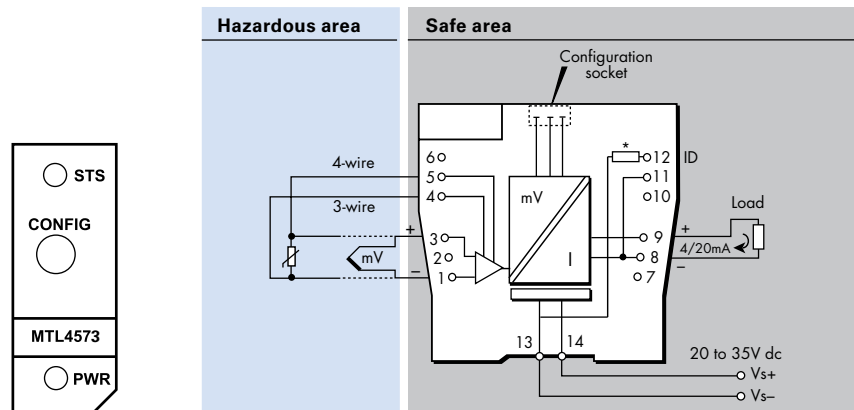 Hazardous area
Safe area
Configuration
socket
STS
CONFIG
MTL4573
PWR
4-wire
3-wire
+
mV
–
6
5
4
3
2
1
mV
I
*
12 ID
11
10
9
8
7
Load
+
4/20mA
–
13
14
20 to 35V dc
Vs+
Vs–